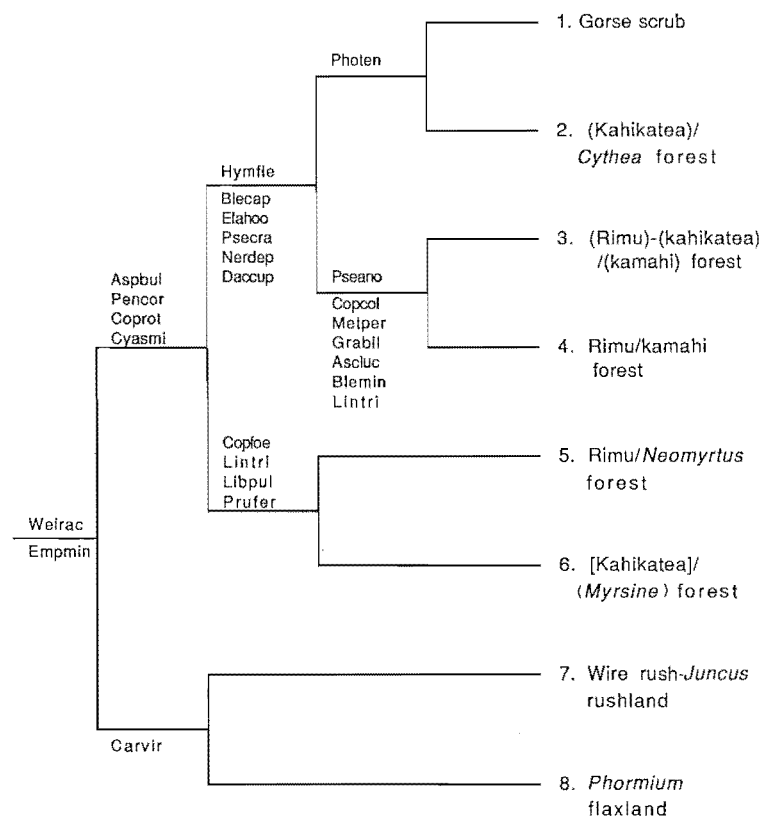 1. Gorse scrub
Photen
2. (Kahikatea)/
Cythea forest
Hymfle
Blecap
Elahoo
Psecra
Nerdep
Daccup
3. (Rimu)-(kahikatea)
/(kamahi) forest
Aspbul
Pencor
Coprot
Cyasmi
Pseano
Copcol
Melper
Grabil
Ascluc
Blemin
Lintri
4. Rimu/kamahi
forest
Copfoe
Lintri
Libpul
Prufer
5. Rimu/Neomyrtus
forest
Weirac
Empmin
6. [Kahikatea]/
(Myrsine) forest
7. Wire rush-Juncus
rushland
Carvir
8. Phormium
flaxland